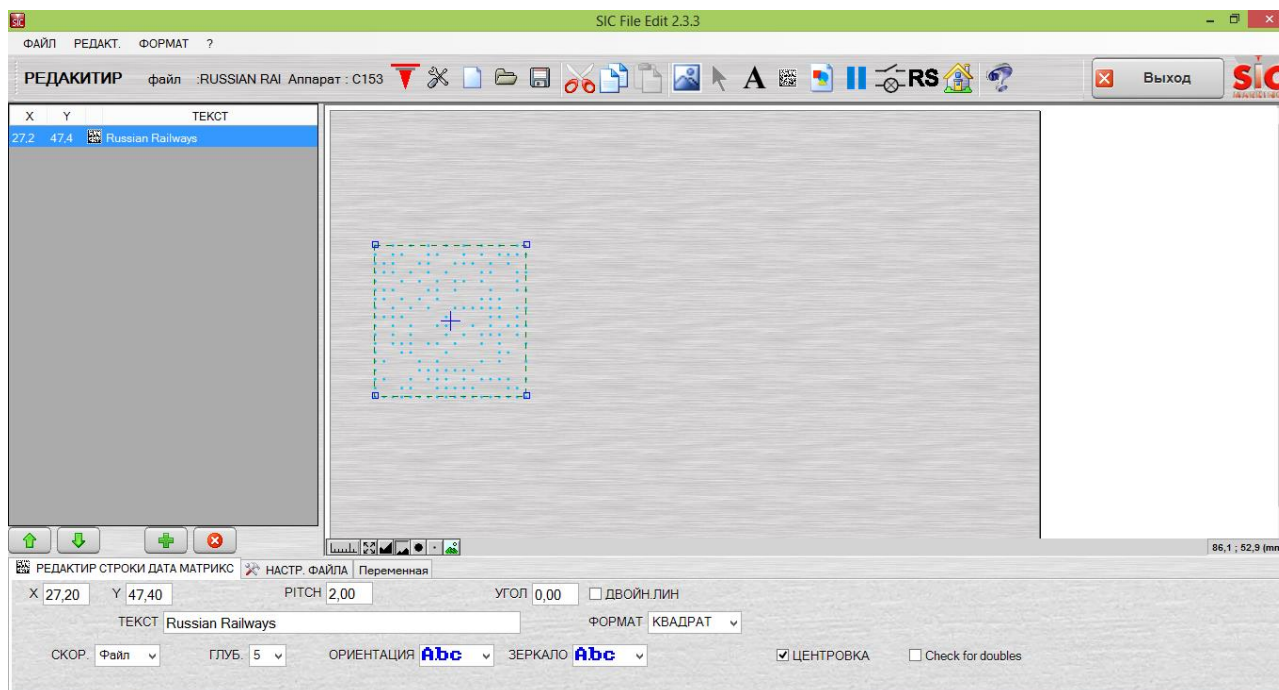 SIC File Edit 2.3.3
ФАЙЛ РЕДАКТ. ФОРМАТ ?
РЕДАКИТИР файл :RUSSIAN RAI Аппарат : C153 A RS Выход SIC
X Y ТЕКСТ
27,2 47,4 Russian Railways
86,1 ; 52,9 (mm
РЕДАКТИР СТРОКИ ДАТА МАТРИКС НАСТР. ФАЙЛА Переменная
X 27,20 Y 47,40 PITCH 2,00 УГОЛ 0,00 ДВОЙН.ЛИН
ТЕКСТ Russian Railways ФОРМАТ КВАДРАТ
СКОР. Файл ГЛУБ. 5 ОРИЕНТАЦИЯ Abc ЗЕРКАЛО Abc ЦЕНТРОВКА Check for doubles